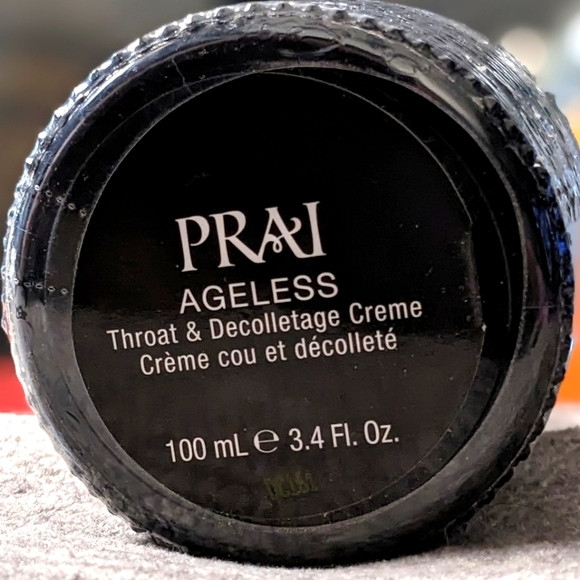 PRAI
AGELESS
Throat & Decolletage Creme
Crème cou et décolleté
100 mL ℮ 3.4 Fl. Oz.